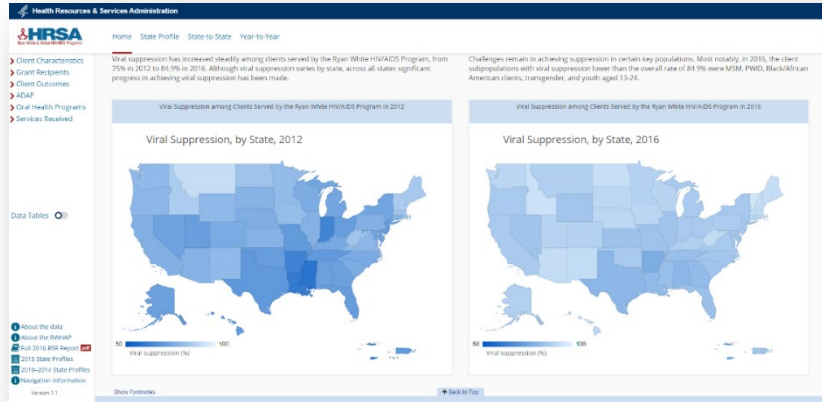 Health Resources & Services Administration
HRSA
Ryan White & Global HIV/AIDS Programs
Home State Profile State-to-State Year-to-Year
Client Characteristics
Grant Recipients
Client Outcomes
ADAP
Oral Health Programs
Services Received
Data Tables
About the data
About the RWHAP
Full 2016 RSR Report pdf
2015 State Profiles
2010–2014 State Profiles
Navigation Information
Version 1.1
Viral suppression has increased steadily among clients served by the Ryan White HIV/AIDS Program, from
75% in 2012 to 84.9% in 2016. Although viral suppression varies by state, across all states significant
progress in achieving viral suppression has been made.
Challenges remain in achieving suppression in certain key populations. Most notably, in 2016, the client
subpopulations with viral suppression lower than the overall rate of 84.9% were MSM, PWID, Black/African
American clients, transgender, and youth aged 13-24.
Viral Suppression among Clients Served by the Ryan White HIV/AIDS Program in 2012
Viral Suppression, by State, 2012
50 100
Viral suppression (%)
Viral Suppression among Clients Served by the Ryan White HIV/AIDS Program in 2016
Viral Suppression, by State, 2016
50 100
Viral suppression (%)
Show Footnotes
Back to Top